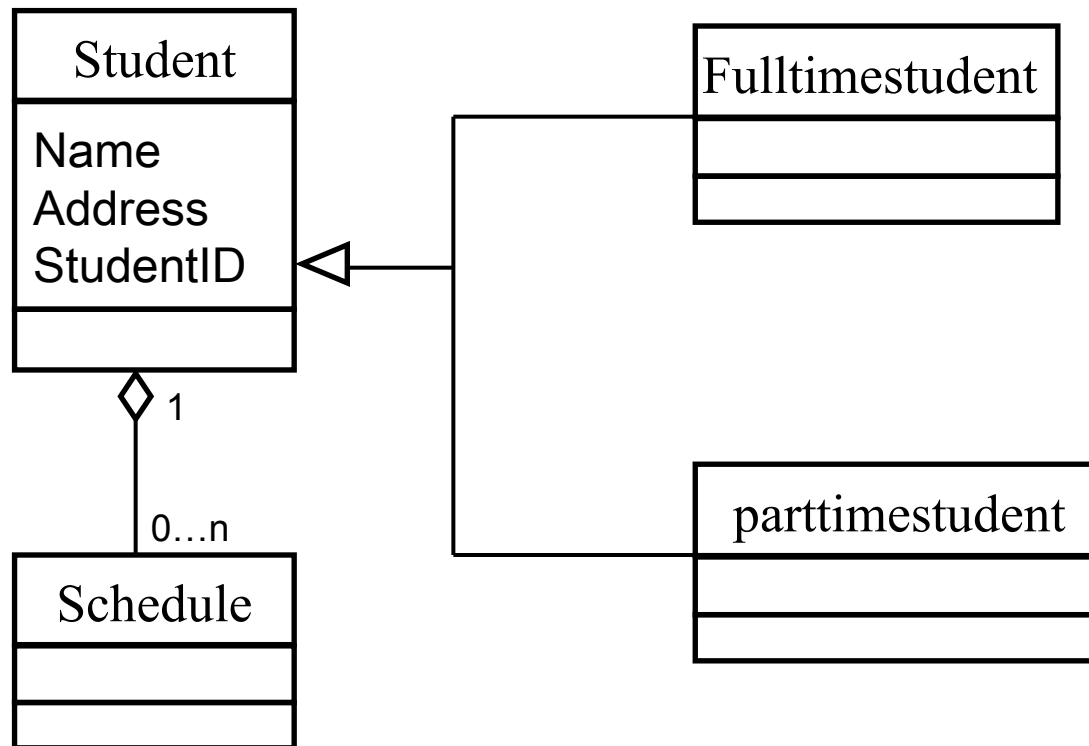 Student
Name
Address
StudentID
1
0…n
Schedule
Fulltimestudent
parttimestudent